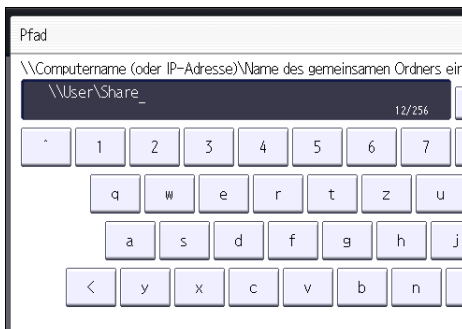 Pfad
\\Computername (oder IP-Adresse)\Name des gemeinsamen Ordners ein
\\User\Share_
12/256
^ 1 2 3 4 5 6 7
q w e r t z u
a s d f g h j
< y x c v b n